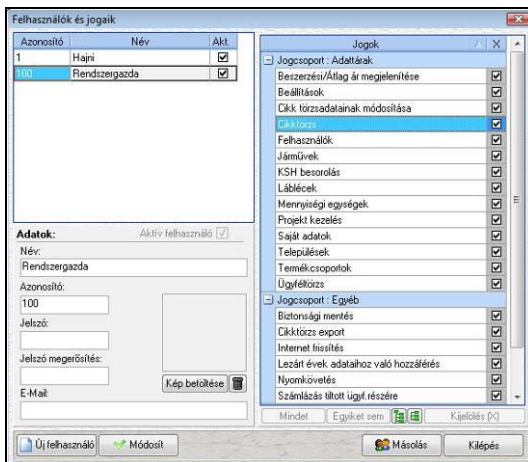 Felhasználók és jogaik
Azonosító Név Akt.
1 Hajni
100 Rendszergazda
Adatok: Aktív felhasználó
Név:
Rendszergazda
Azonosító:
100
Jelszó:
Jelszó megerősítés:
Kép betöltése
E-Mail:
Új felhasználó Módosít
Jogok X
Jogcsoport : Adattárak
Beszerzési/Átlag ár megjelenítése
Beállítások
Cikk törzsadatainak módosítása
Cikktörzs
Felhasználók
Járművek
KSH besorolás
Láblécek
Mennyiségi egységek
Projekt kezelés
Saját adatok
Települések
Termékcsoportok
Ügyféltörzs
Jogcsoport : Egyéb
Biztonsági mentés
Cikktörzs export
Internet frissítés
Lezárt évek adataihoz való hozzáférés
Nyomkövetés
Számlázás tiltott ügyf.részére
Mindet Egyiket sem Kijelölés (X)
Másolás Kilépés